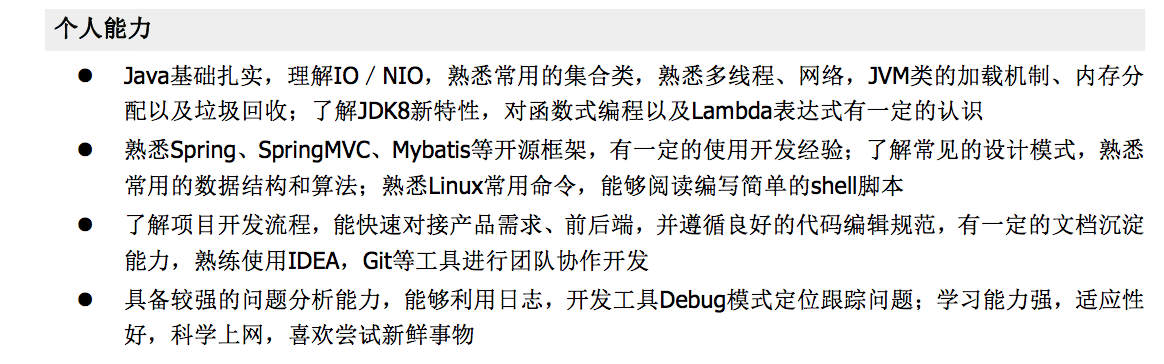 个人能力
● Java基础扎实，理解IO / NIO，熟悉常用的集合类，熟悉多线程、网络，JVM类的加载机制、内存分
配以及垃圾回收；了解JDK8新特性，对函数式编程以及Lambda表达式有一定的认识
● 熟悉Spring、SpringMVC、Mybatis等开源框架，有一定的使用开发经验；了解常见的设计模式，熟悉
常用的数据结构和算法；熟悉Linux常用命令，能够阅读编写简单的shell脚本
● 了解项目开发流程，能快速对接产品需求、前后端，并遵循良好的代码编辑规范，有一定的文档沉淀
能力，熟练使用IDEA，Git等工具进行团队协作开发
● 具备较强的问题分析能力，能够利用日志，开发工具Debug模式定位跟踪问题；学习能力强，适应性
好，科学上网，喜欢尝试新鲜事物